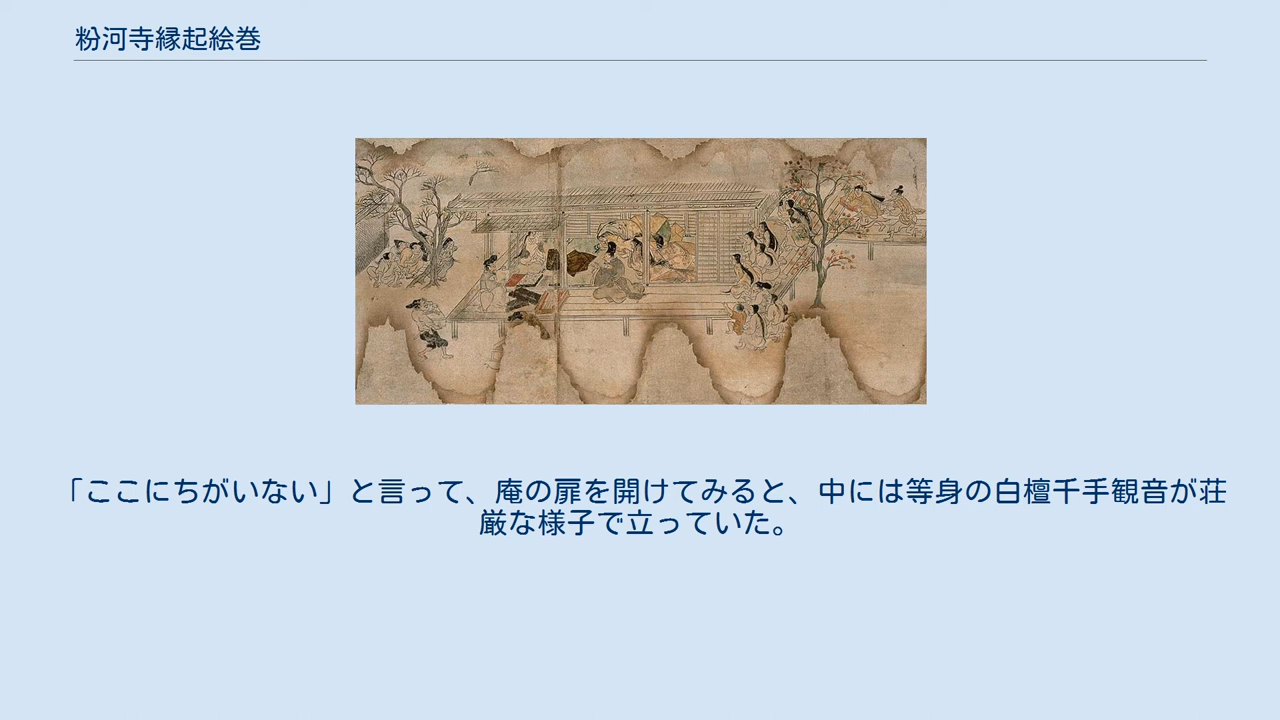 粉河寺縁起絵巻
「ここにちがいない」と言って、庵の扉を開けてみると、中には等身の白檀千手観音が荘
厳な様子で立っていた。